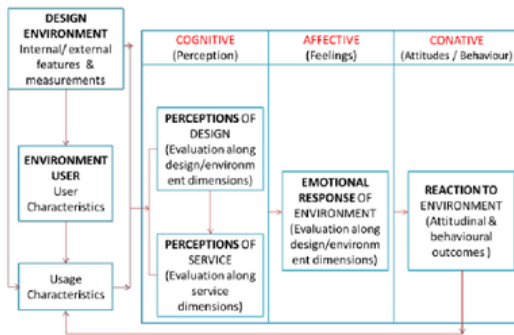 DESIGN
ENVIRONMENT
Internal/ external
features &
measurements
ENVIRONMENT
USER
User
Characteristics
Usage
Characteristics
COGNITIVE
(Perception)
PERCEPTIONS OF
DESIGN
(Evaluation along
design/environm
ent dimensions)
PERCEPTIONS OF
SERVICE
(Evaluation along
service
dimensions)
AFFECTIVE
(Feelings)
EMOTIONAL
RESPONSE OF
ENVIRONMENT
(Evaluation along
design/environm
ent dimensions)
CONATIVE
(Attitudes / Behaviour)
REACTION TO
ENVIRONMENT
(Attitudinal &
behavioural
outcomes )